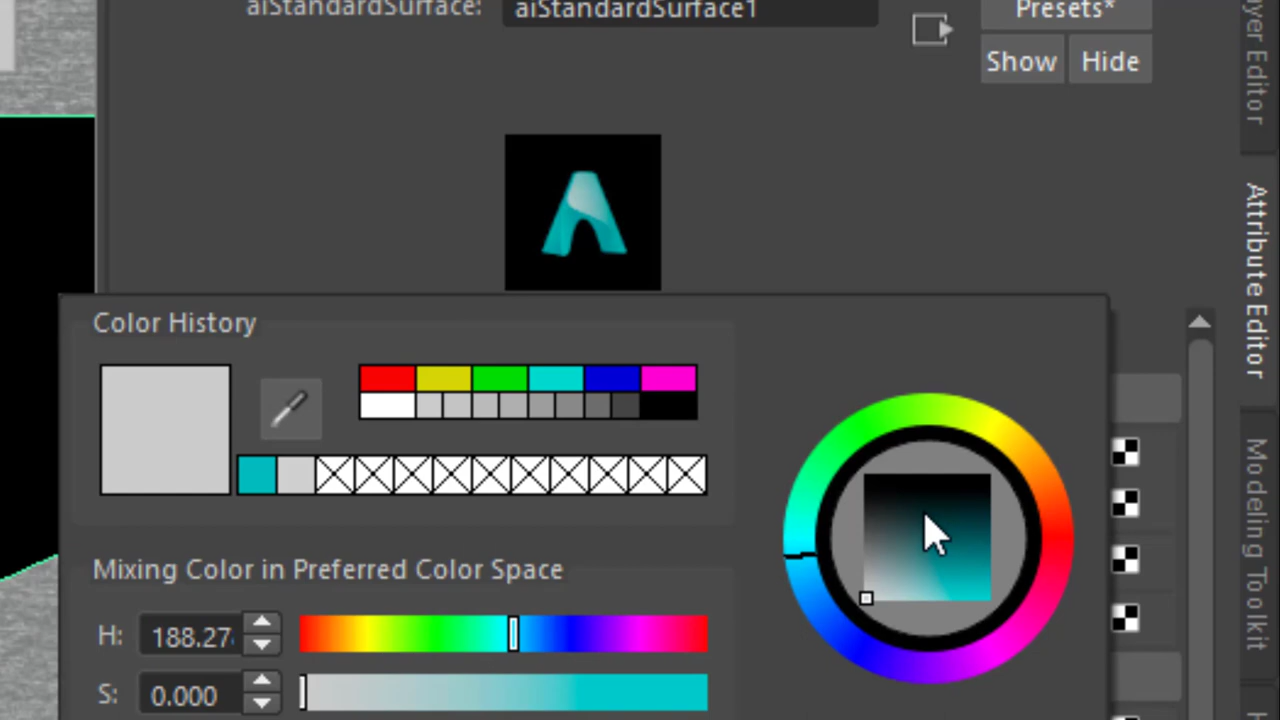 aiStandardSurface: aiStandardSurface1
Presets*
Show Hide
Attribute Editor
Modeling Toolkit
Color History
Mixing Color in Preferred Color Space
H: 188.27
S: 0.000